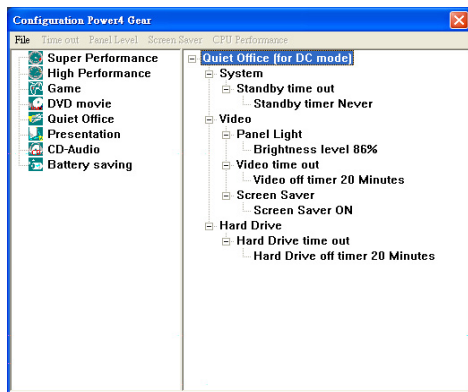 Configuration Power4 Gear
File Time out Panel Level Screen Saver CPU Performance
Super Performance
High Performance
Game
DVD movie
Quiet Office
Presentation
CD-Audio
Battery saving
Quiet Office (for DC mode)
System
Standby time out
Standby timer Never
Video
Panel Light
Brightness level 86%
Video time out
Video off timer 20 Minutes
Screen Saver
Screen Saver ON
Hard Drive
Hard Drive time out
Hard Drive off timer 20 Minutes